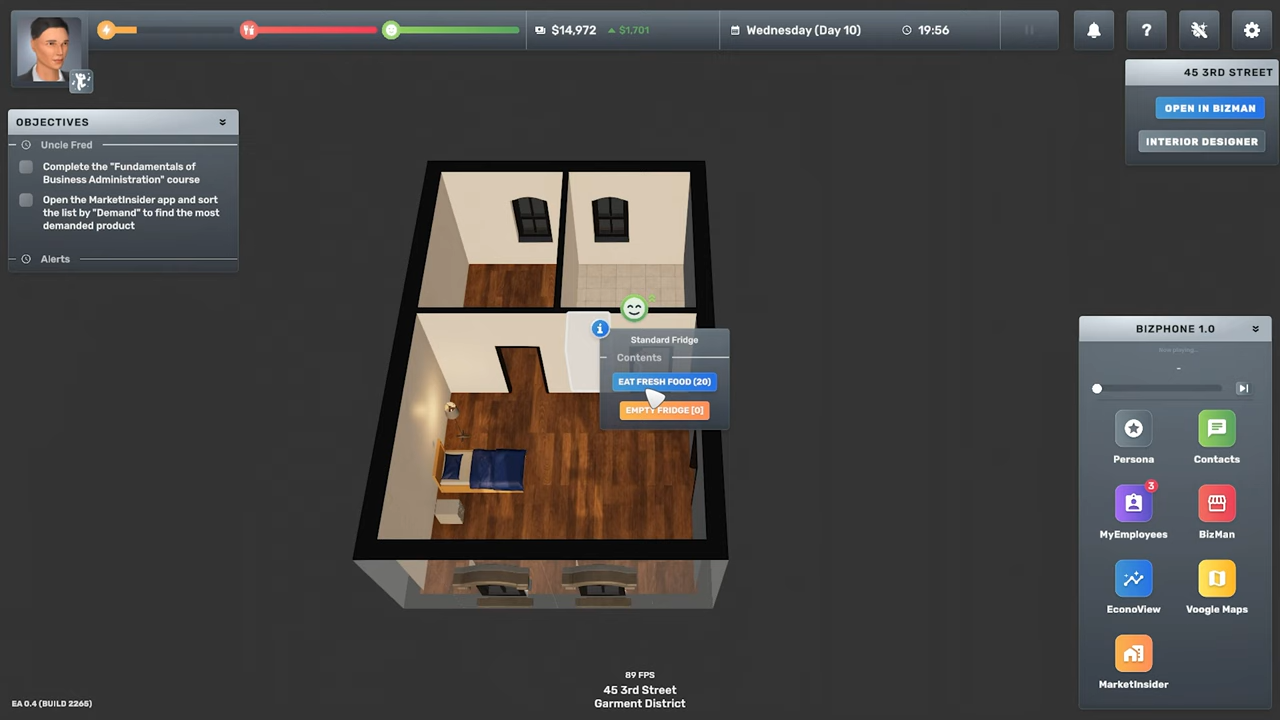 $14,972
$1,701
Wednesday (Day 10)
19:56
?
45 3RD STREET
OPEN IN BIZMAN
INTERIOR DESIGNER
OBJECTIVES
Uncle Fred
Complete the "Fundamentals of
Business Administration" course
Open the MarketInsider app and sort
the list by "Demand" to find the most
demanded product
Alerts
Standard Fridge
Contents
EAT FRESH FOOD (20)
EMPTY FRIDGE [0]
BIZPHONE 1.0
Now playing...
-
Persona
Contacts
3
MyEmployees
BizMan
EconoView
Voogle Maps
MarketInsider
89 FPS
45 3rd Street
Garment District
EA 0.4 (BUILD 2265)